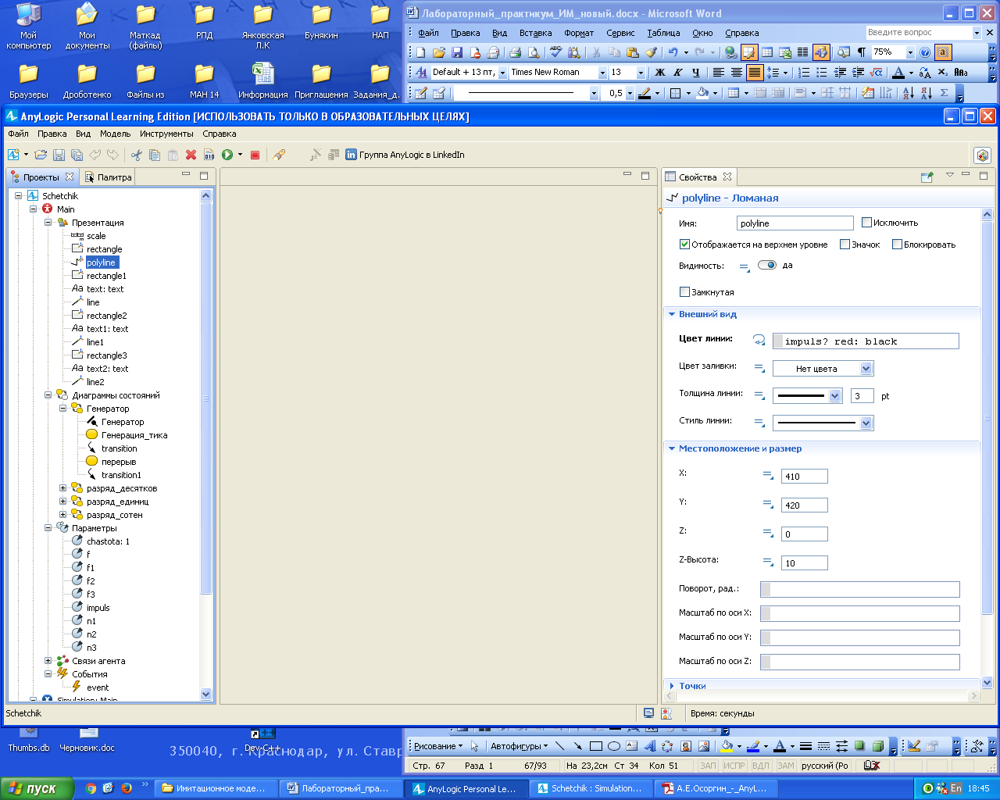 Мой компьютер
Мои документы
Маткад (файлы)
РПД
Янковская Л.К
Бунякин
НАП
Браузеры
Дроботенко
Файлы из
МАН 14
Информация
Приглашения
Задания_д.
Лабораторный_практикум_ИМ_новый.docx - Microsoft Word
Файл Правка Вид Вставка Формат Сервис Таблица Окно Справка
Введите вопрос
75%
Default + 13 пт, Times New Roman 13 Ж К Ч
0,5
AnyLogic Personal Learning Edition [ИСПОЛЬЗОВАТЬ ТОЛЬКО В ОБРАЗОВАТЕЛЬНЫХ ЦЕЛЯХ]
Файл Правка Вид Модель Инструменты Справка
Группа AnyLogic в LinkedIn
Проекты Палитра
Schetchik
Main
Презентация
scale
rectangle
polyline
rectangle1
text: text
line
rectangle2
text1: text
line1
rectangle3
text2: text
line2
Диаграммы состояний
Генератор
Генератор
Генерация_тика
transition
перерыв
transition1
разряд_десятков
разряд_единиц
разряд_сотен
Параметры
chastota: 1
f
f1
f2
f3
impuls
n1
n2
n3
Связи агента
События
event
Simulation: Main
Свойства
polyline - Ломаная
Имя: polyline Исключить
Отображается на верхнем уровне Значок Блокировать
Видимость: да
Замкнутая
Внешний вид
Цвет линии: impuls? red: black
Цвет заливки: Нет цвета
Толщина линии: 3 pt
Стиль линии:
Местоположение и размер
X: 410
Y: 420
Z: 0
Z-Высота: 10
Поворот, рад.:
Масштаб по оси X:
Масштаб по оси Y:
Масштаб по оси Z:
Точки
Schetchik
Время: секунды
Thumbs.db
Черновик.doc
Dev-C++
350040, г. Краснодар, ул. Ставр
Рисование Автофигуры
Стр. 67 Разд 1 67/93 На 23,2см Ст 34 Кол 51 ЗАП ИСПР ВДЛ ЗАМ русский (Ро
пуск
Имитационное моде...
Лабораторный_пра...
AnyLogic Personal Le...
Schetchik : Simulation...
А.Е.Осоргин_-_AnyL...
En 18:45